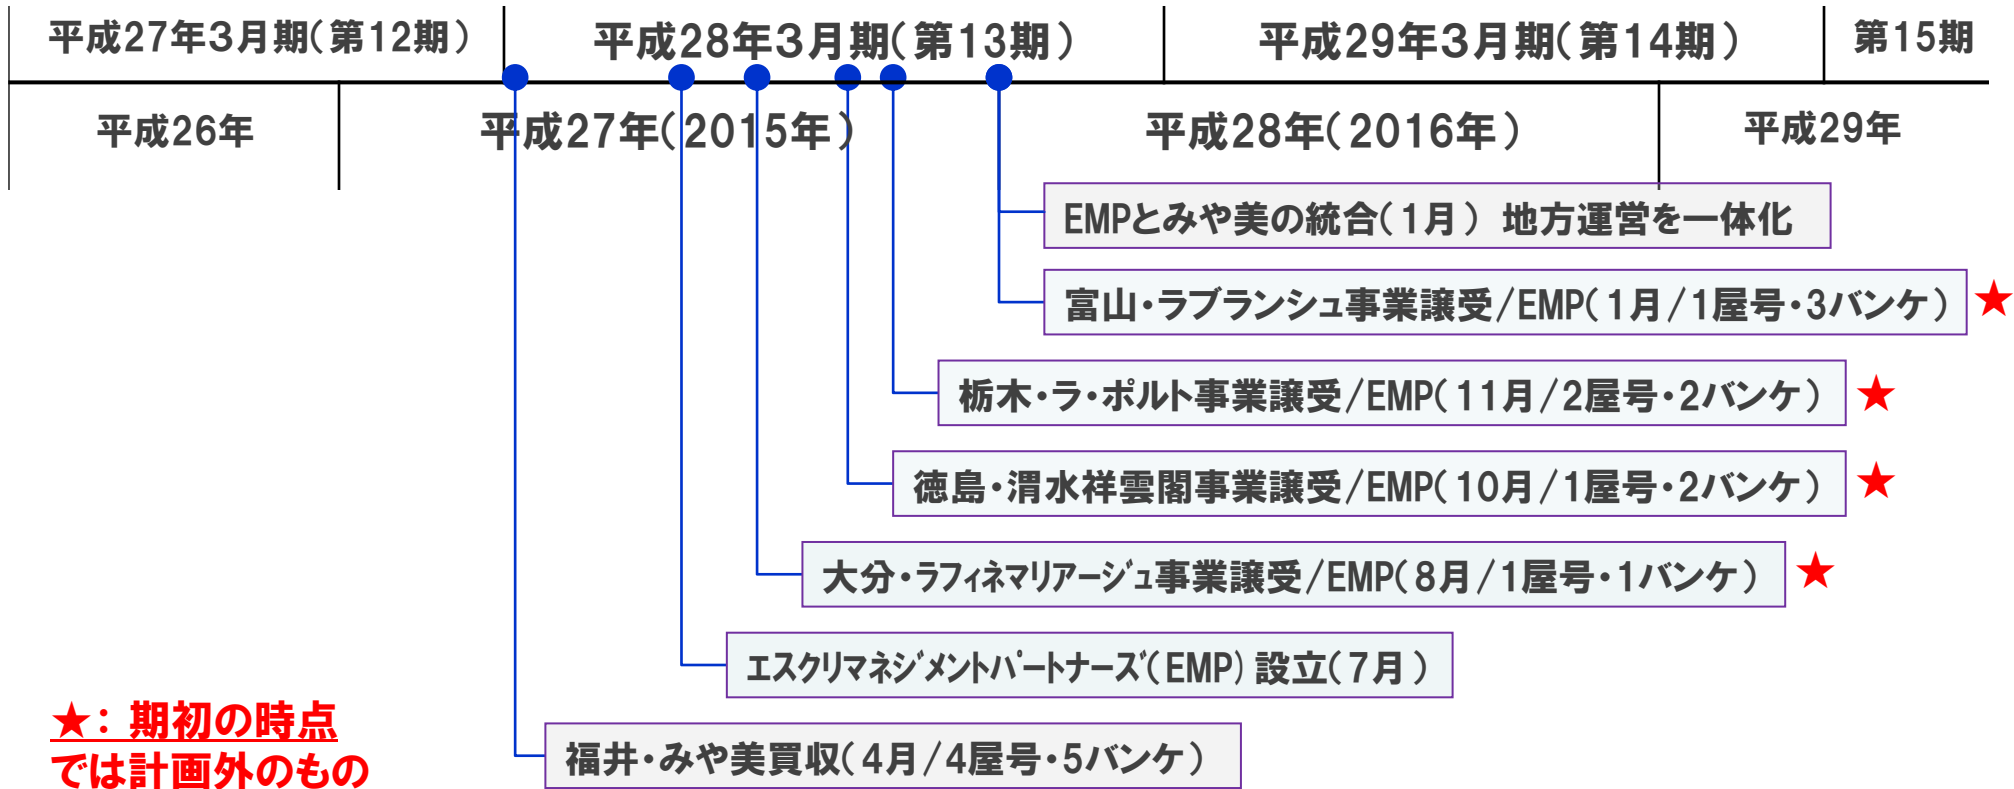 平成27年3月期(第12期)
平成28年3月期(第13期)
平成29年3月期(第14期)
第15期
平成26年
平成27年(2015年)
平成28年(2016年)
平成29年
EMPとみや美の統合(1月) 地方運営を一体化
富山・ラブランシュ事業譲受/EMP(1月/1屋号・3バンケ) ★
栃木・ラ・ポルト事業譲受/EMP(11月/2屋号・2バンケ) ★
徳島・渭水祥雲閣事業譲受/EMP(10月/1屋号・2バンケ) ★
大分・ラフィネマリアージュ事業譲受/EMP(8月/1屋号・1バンケ) ★
エスクリマネジメントパートナーズ(EMP)設立(7月)
福井・みや美買収(4月/4屋号・5バンケ)
★:期初の時点
では計画外のもの